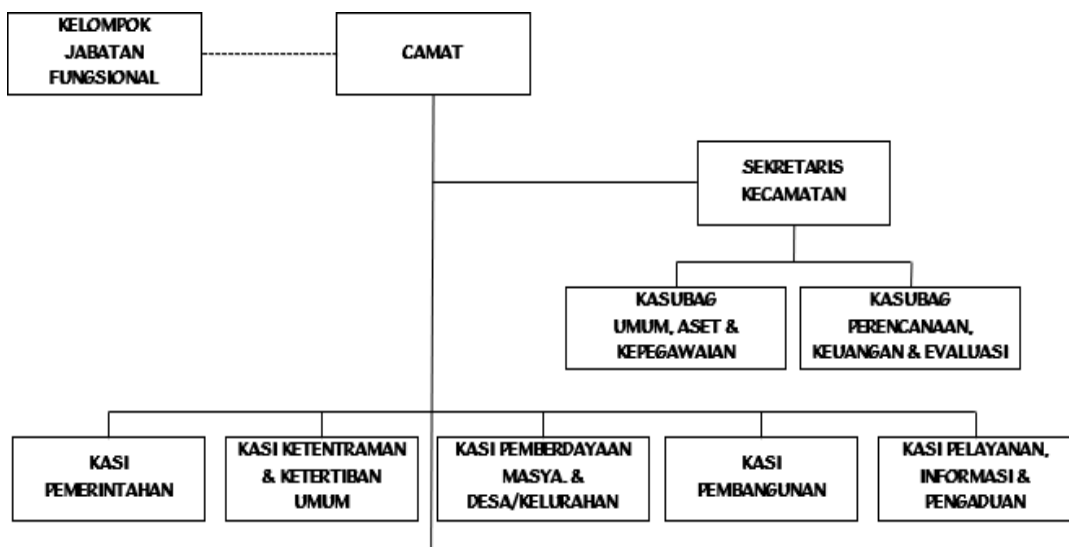 KELOMPOK
JABATAN
FUNGSIONAL
CAMAT
SEKRETARIS
KECAMATAN
KASUBAG
UMUM, ASET &
KEPEGAWAIAN
KASUBAG
PERENCANAAN,
KEUANGAN & EVALUASI
KASI
PEMERINTAHAN
KASI KETENTRAMAN
& KETERTIBAN
UMUM
KASI PEMBERDAYAAN
MASYA. &
DESA/KELURAHAN
KASI
PEMBANGUNAN
KASI PELAYANAN,
INFORMASI &
PENGADUAN